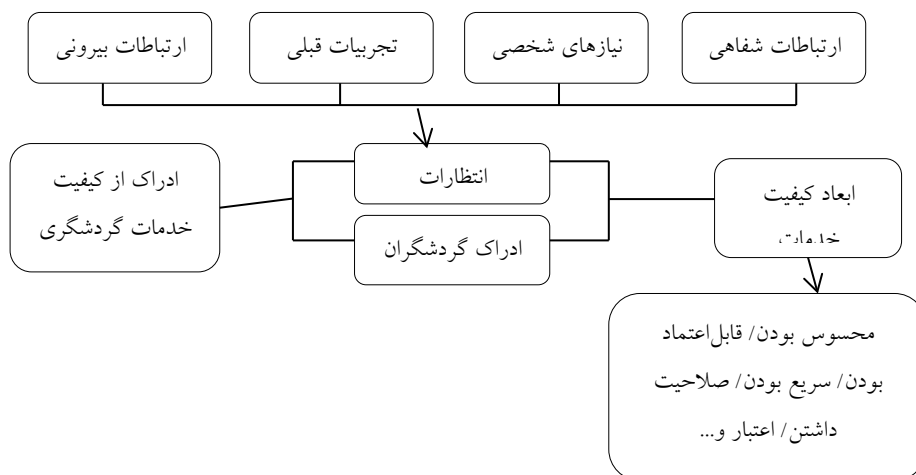 ارتباطات شفاهی
نیازهای شخصی
تجربیات قبلی
ارتباطات بیرونی
انتظارات
ادراک گردشگران
ابعاد کیفیت
خدمات
ادراک از کیفیت
خدمات گردشگری
محسوس بودن/ قابل‌اعتماد
بودن/ سریع بودن/ صلاحیت
داشتن/ اعتبار و...